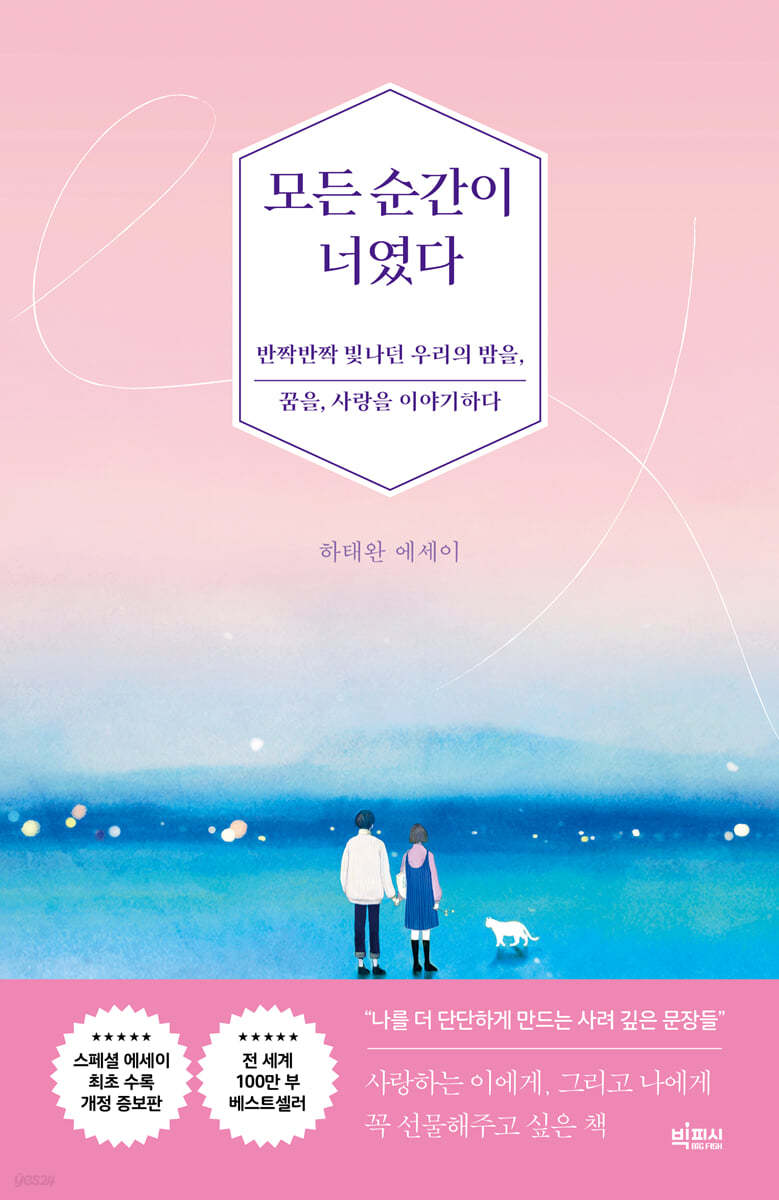 모든 순간이
너였다
반짝반짝 빛나던 우리의 밤을,
꿈을, 사랑을 이야기하다
하태완 에세이
★★★★★
스페셜 에세이
최초 수록
개정 증보판
★★★★★
전 세계
100만 부
베스트셀러
“나를 더 단단하게 만드는 사려 깊은 문장들”
사랑하는 이에게, 그리고 나에게
꼭 선물해주고 싶은 책
빅피시
BIG FISH
yes24